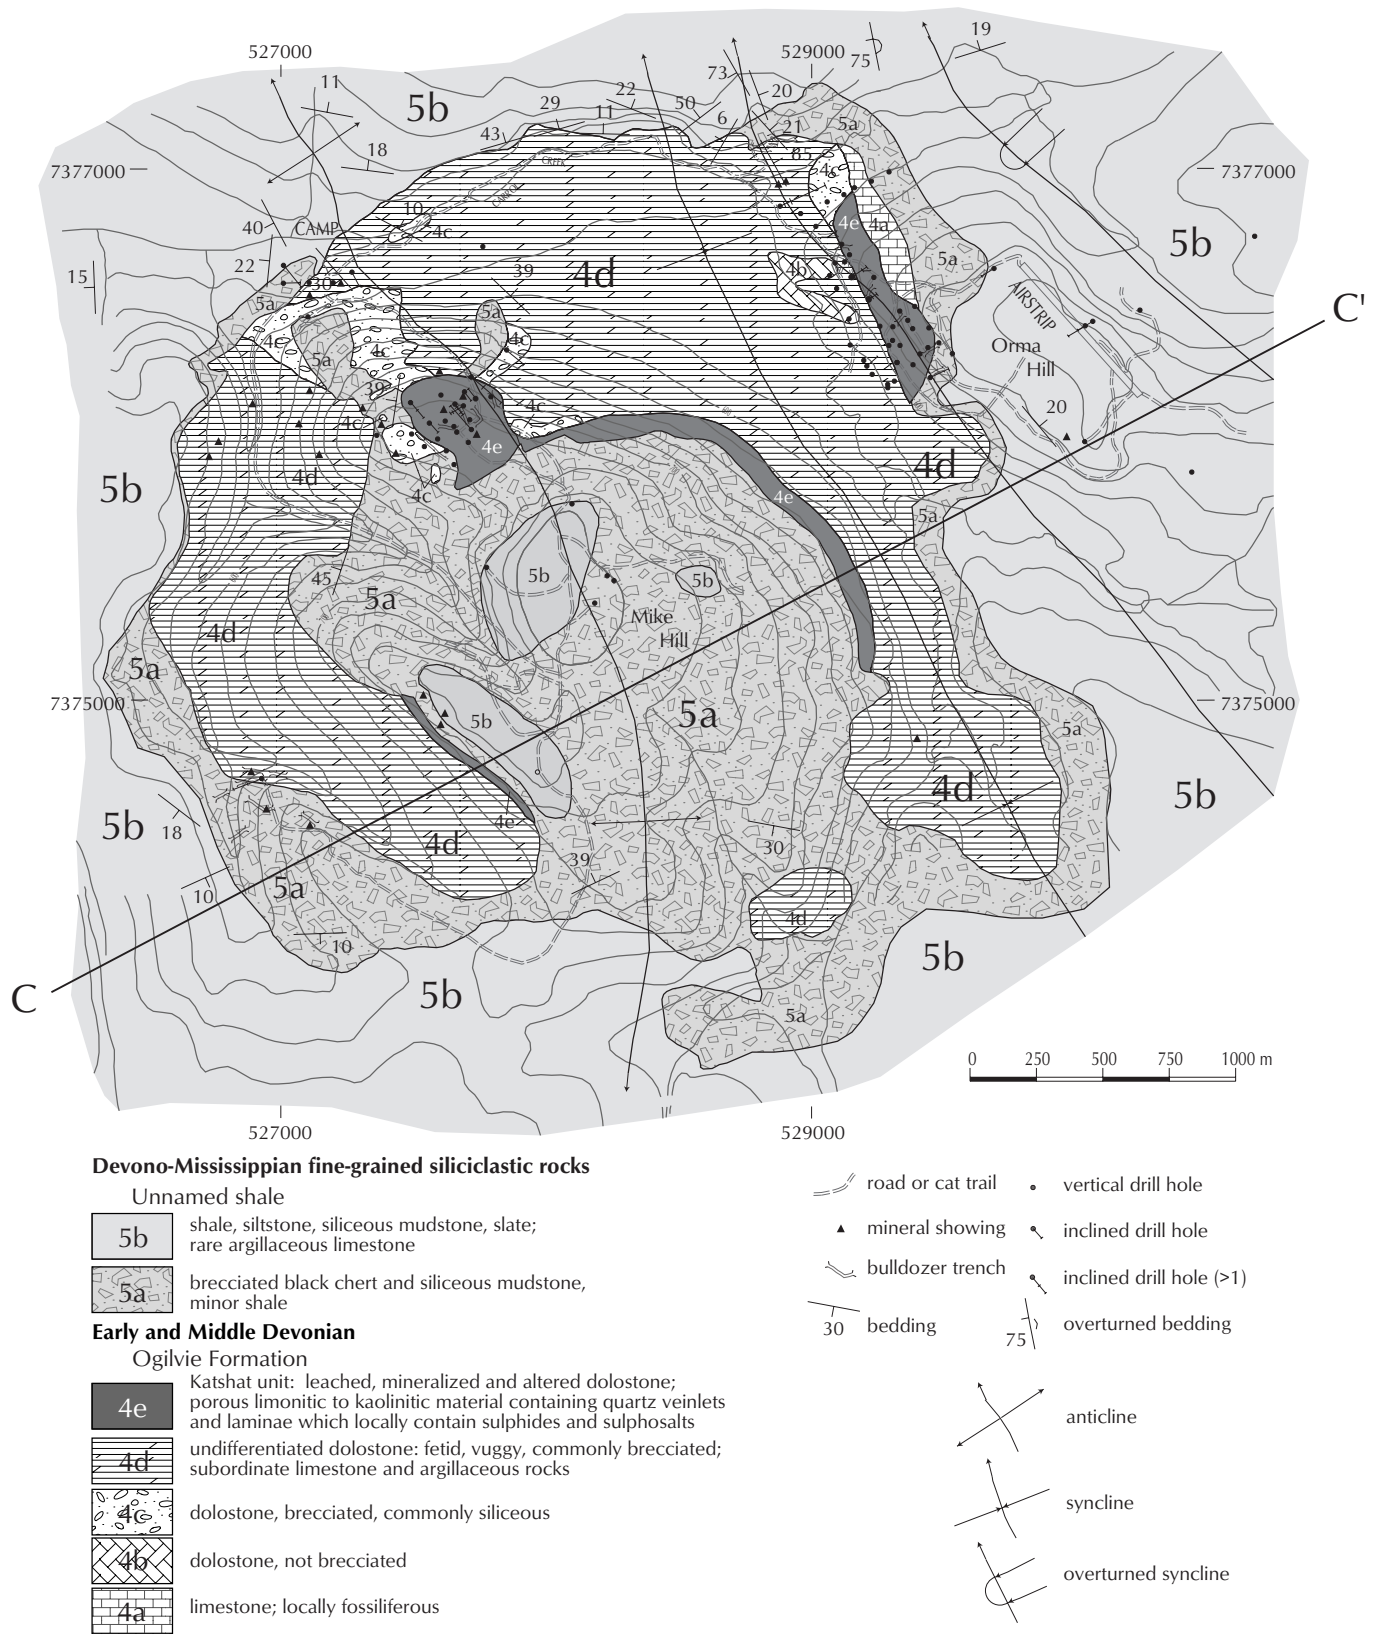 527000
529000
75
19
11
5b
73
20
22
29
11
50
6
5a
43
21
85
4c
18
CREEK
CARROL
7377000
7377000
10
40
CAMP
4c
4e
4a
5b
22
39
4d
4b
5a
15
30
5a
AIRSTRIP
C'
5a
4c
4c
5a
4c
Orma
Hill
39
4c
4c
20
4e
4d
5b
4d
4c
4e
5a
45
5b
5b
5a
Mike
Hill
4d
5a
7375000
7375000
5b
5a
5a
4d
5b
5b
18
4e
4d
39
30
10
5a
4d
10
5b
5b
C
5a
0 250 500 750 1000 m
527000
529000
Devono-Mississippian fine-grained siliciclastic rocks
Unnamed shale
5b
shale, siltstone, siliceous mudstone, slate;
rare argillaceous limestone
5a
brecciated black chert and siliceous mudstone,
minor shale
Early and Middle Devonian
Ogilvie Formation
4e
Katshat unit: leached, mineralized and altered dolostone;
porous limonitic to kaolinitic material containing quartz veinlets
and laminae which locally contain sulphides and sulphosalts
4d
undifferentiated dolostone: fetid, vuggy, commonly brecciated;
subordinate limestone and argillaceous rocks
4c
dolostone, brecciated, commonly siliceous
4b
dolostone, not brecciated
4a
limestone; locally fossiliferous
road or cat trail
vertical drill hole
mineral showing
inclined drill hole
bulldozer trench
inclined drill hole (>1)
30
bedding
75
overturned bedding
anticline
syncline
overturned syncline